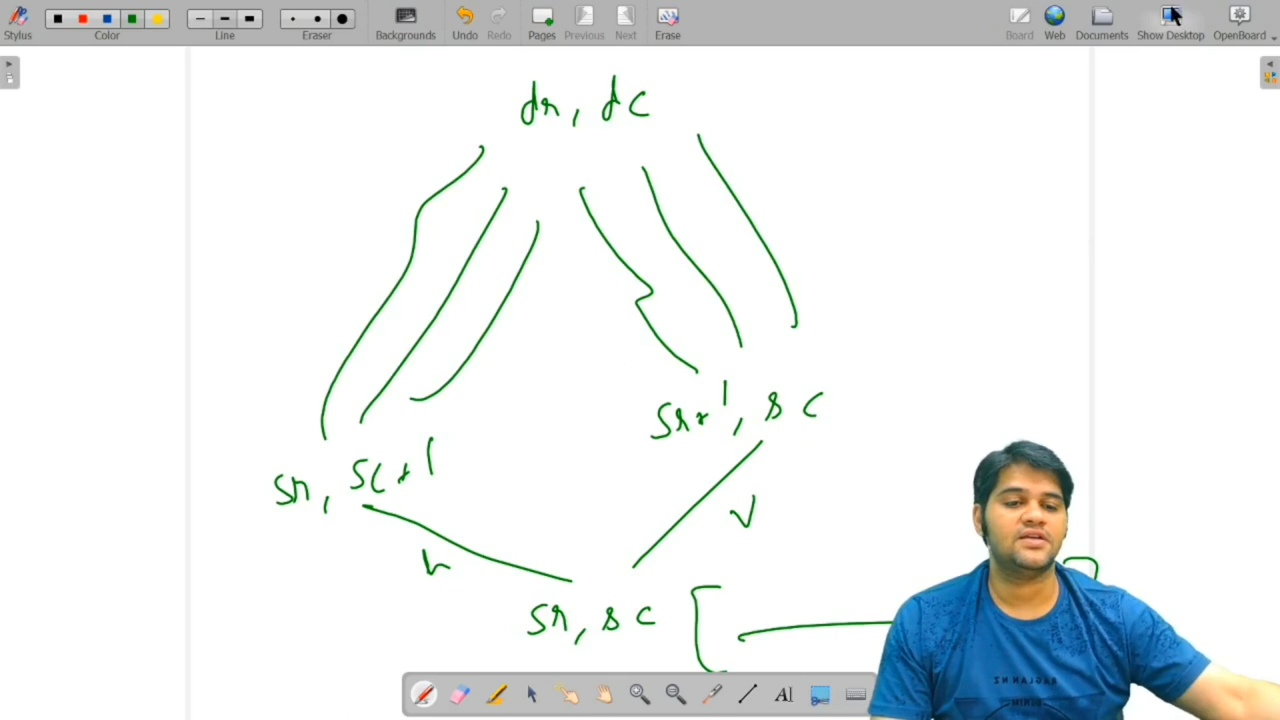 Stylus
Color
Line
Eraser
Backgrounds
Undo
Redo
Pages
Previous
Next
Erase
Board
Web
Documents
Show Desktop
OpenBoard
dr, dc
sr+1, sc
sr, sc+1
v
h
sr, sc
AI